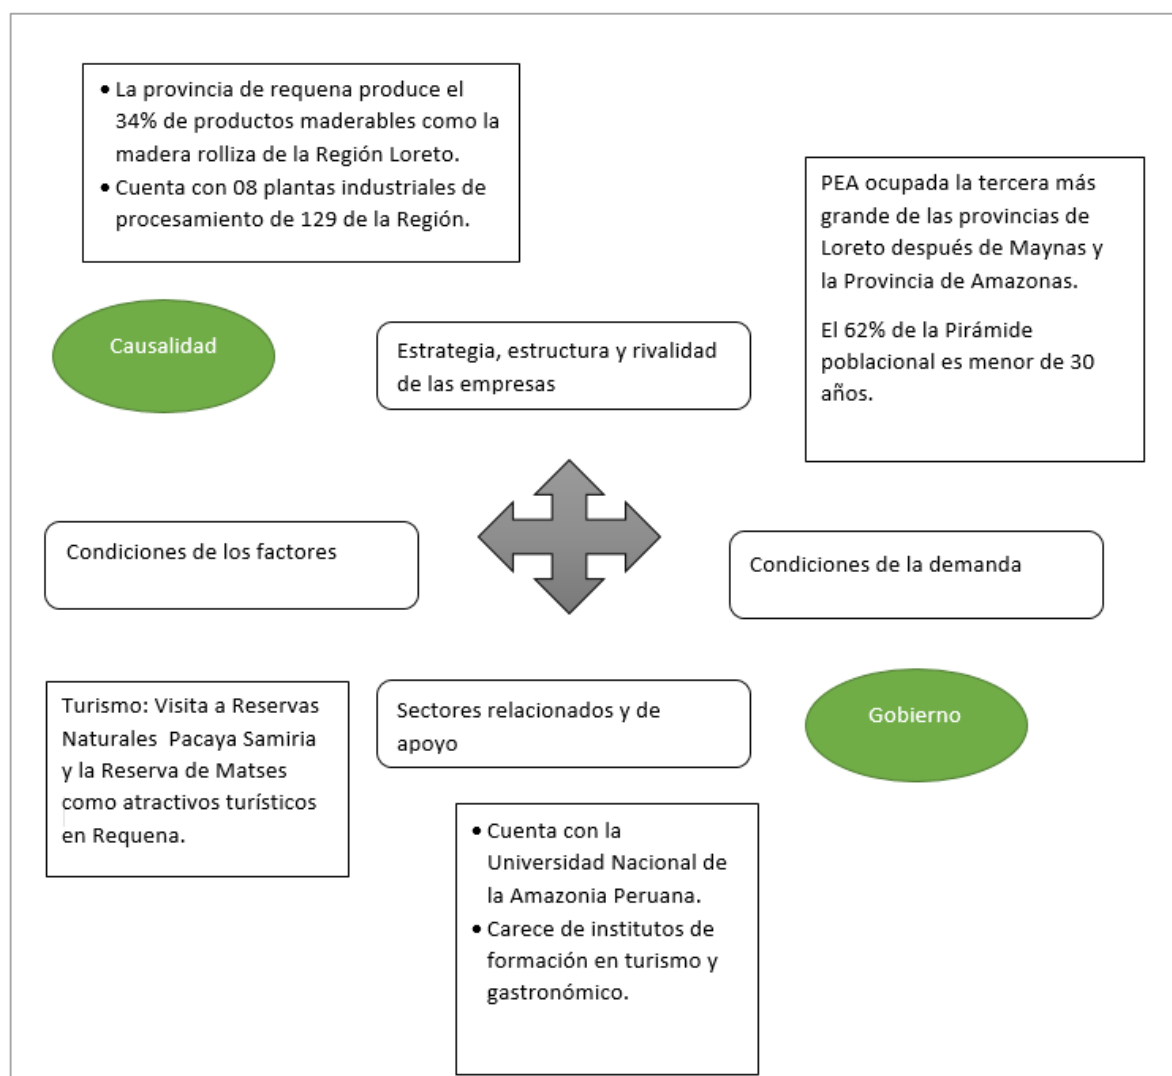 • La provincia de requena produce el
34% de productos maderables como la
madera rolliza de la Región Loreto.
• Cuenta con 08 plantas industriales de
procesamiento de 129 de la Región.
PEA ocupada la tercera más
grande de las provincias de
Loreto después de Maynas y
la Provincia de Amazonas.
El 62% de la Pirámide
poblacional es menor de 30
años.
Causalidad
Estrategia, estructura y rivalidad
de las empresas
Condiciones de los factores
Condiciones de la demanda
Turismo: Visita a Reservas
Naturales Pacaya Samiria
y la Reserva de Matses
como atractivos turísticos
en Requena.
Sectores relacionados y de
apoyo
Gobierno
• Cuenta con la
Universidad Nacional de
la Amazonia Peruana.
• Carece de institutos de
formación en turismo y
gastronómico.